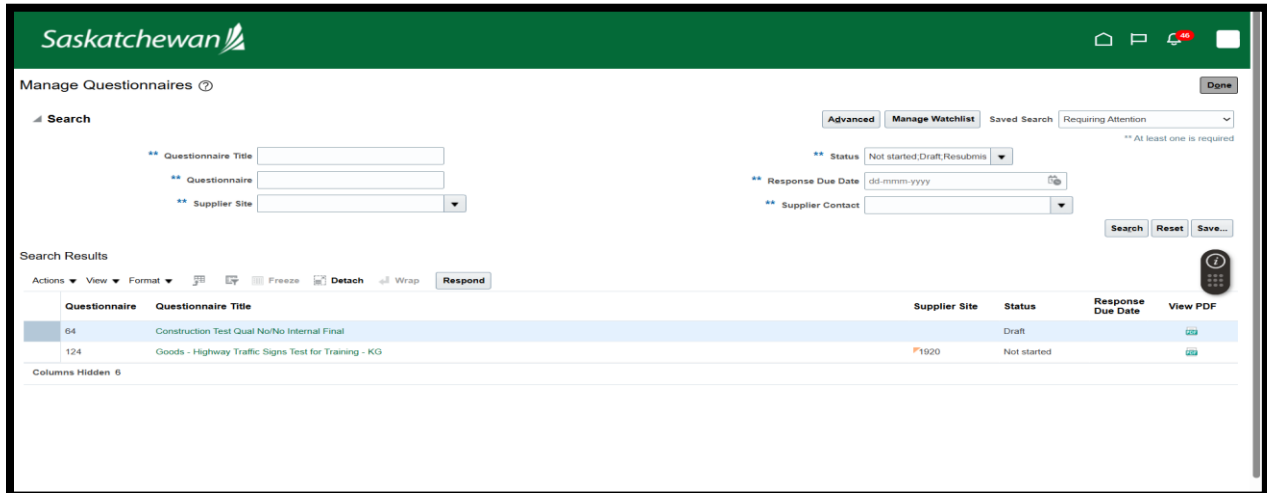 Saskatchewan
46
Manage Questionnaires
Done
Search
Advanced Manage Watchlist Saved Search Requiring Attention
** At least one is required
** Questionnaire Title ** Status Not started;Draft;Resubmis
** Questionnaire ** Response Due Date dd-mmm-yyyy
** Supplier Site ** Supplier Contact
Search Reset Save...
Search Results
Actions View Format Freeze Detach Wrap Respond
Questionnaire Questionnaire Title Supplier Site Status Response Due Date View PDF
64 Construction Test Qual No/No Internal Final Draft
124 Goods - Highway Traffic Signs Test for Training - KG 1920 Not started
Columns Hidden 6